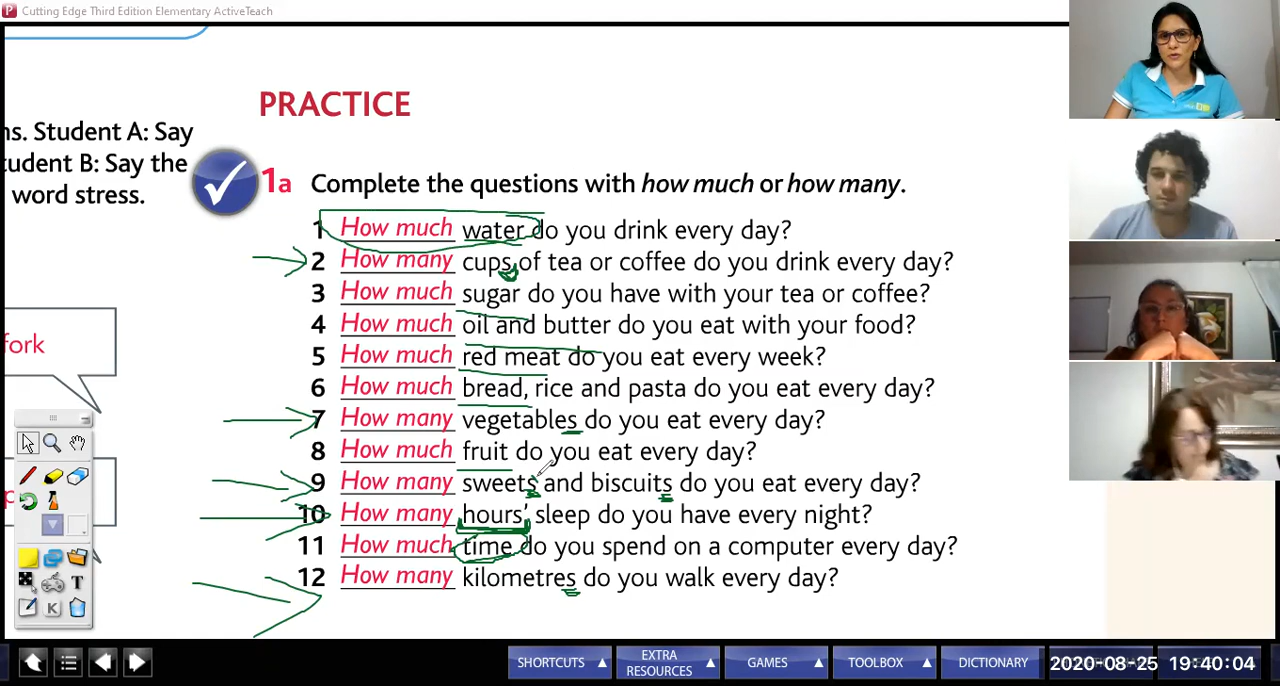 Cutting Edge Third Edition Elementary ActiveTeach
ns. Student A: Say
tudent B: Say the
word stress.
fork
PRACTICE
1a Complete the questions with how much or how many.
1 How much water do you drink every day?
2 How many cups of tea or coffee do you drink every day?
3 How much sugar do you have with your tea or coffee?
4 How much oil and butter do you eat with your food?
5 How much red meat do you eat every week?
6 How much bread, rice and pasta do you eat every day?
7 How many vegetables do you eat every day?
8 How much fruit do you eat every day?
9 How many sweets and biscuits do you eat every day?
10 How many hours' sleep do you have every night?
11 How much time do you spend on a computer every day?
12 How many kilometres do you walk every day?
T
K
SHORTCUTS
EXTRA
RESOURCES
GAMES
TOOLBOX
DICTIONARY
2020-08-25 19:40:04